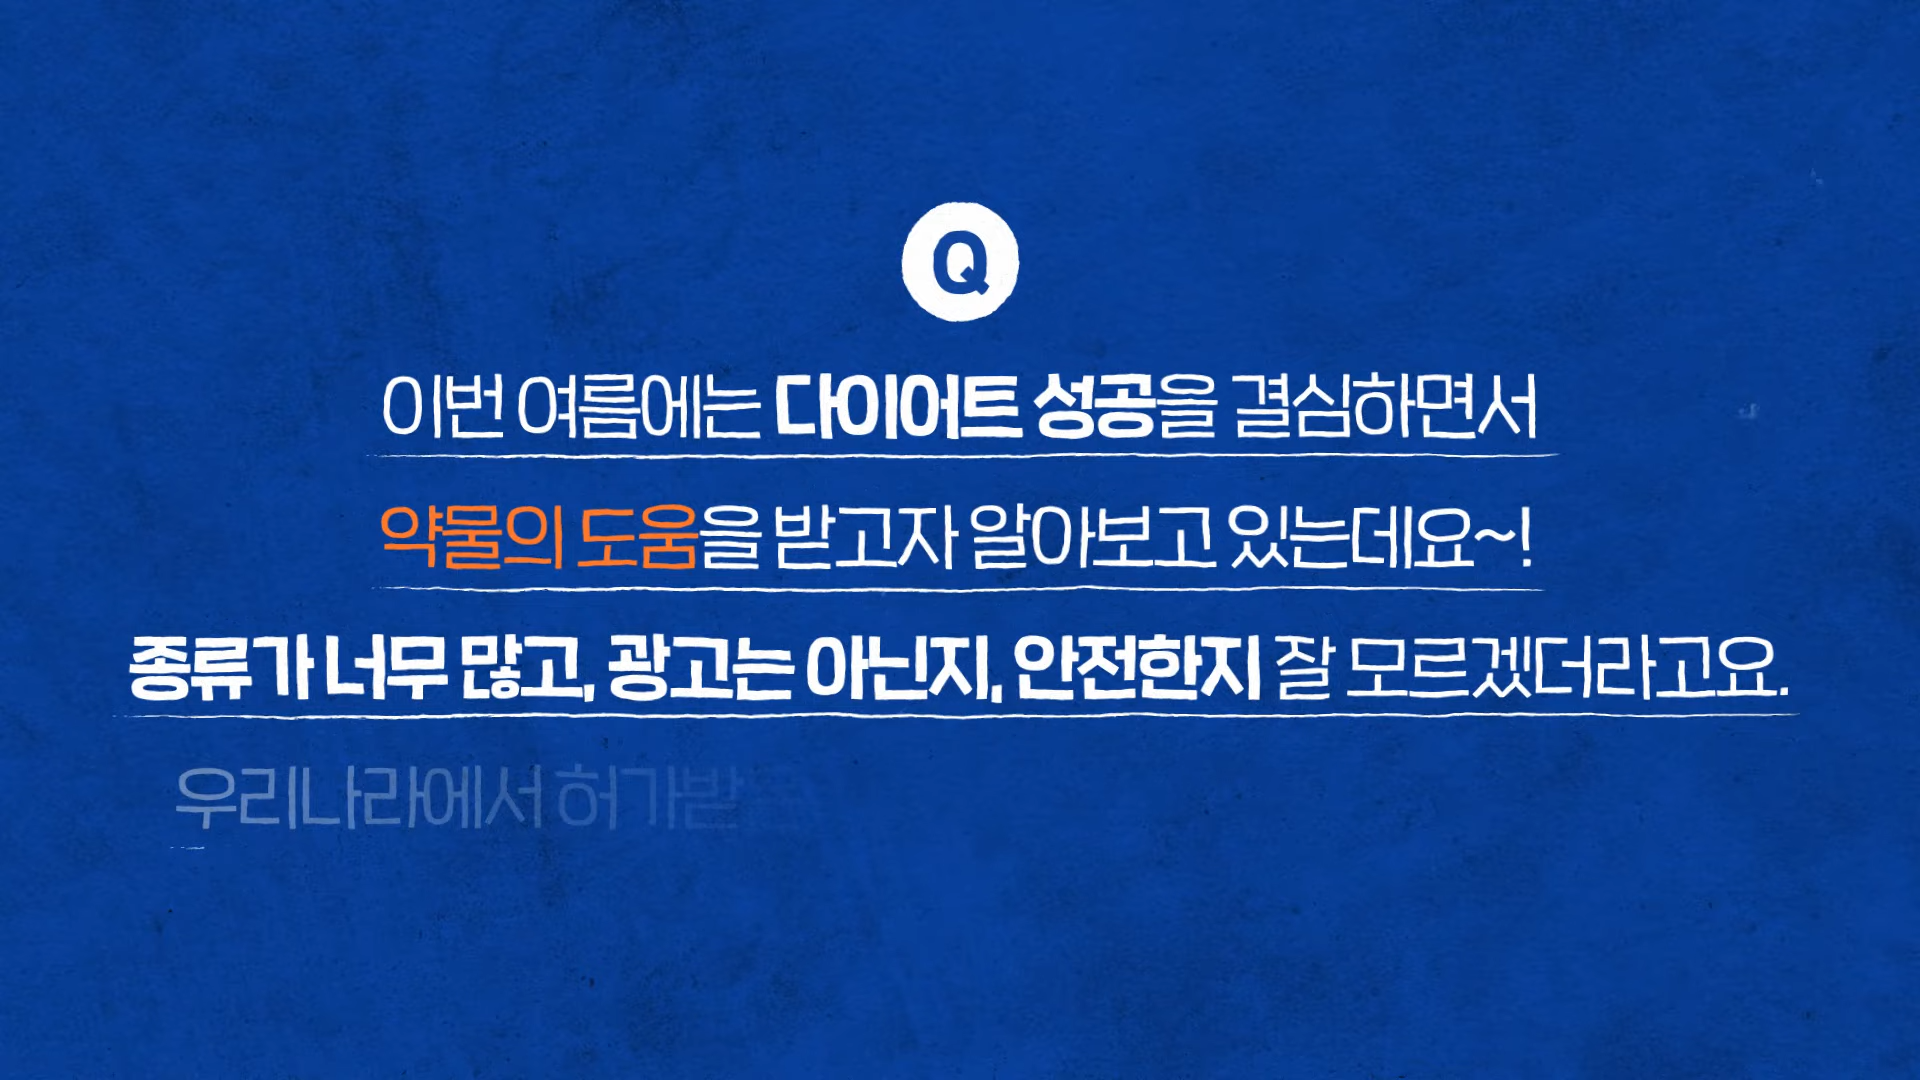 Q
이번 여름에는 다이어트 성공을 결심하면서
약물의 도움을 받고자 알아보고 있는데요~!
종류가 너무 많고, 광고는 아닌지, 안전한지 잘 모르겠더라고요.
우리나라에서 허가받